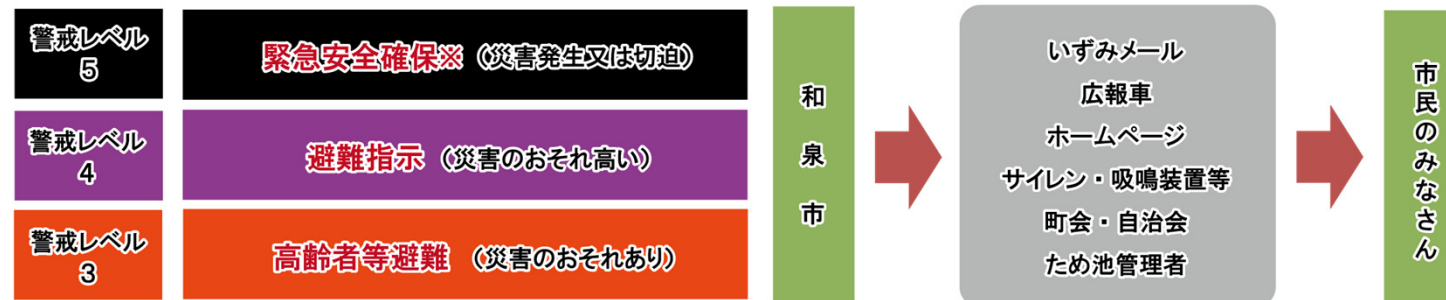 警戒レベル
5
緊急安全確保※（災害発生又は切迫）
警戒レベル
4
避難指示（災害のおそれ高い）
警戒レベル
3
高齢者等避難（災害のおそれあり）
和泉市
いずみメール
広報車
ホームページ
サイレン・吸鳴装置等
町会・自治会
ため池管理者
市民のみなさん